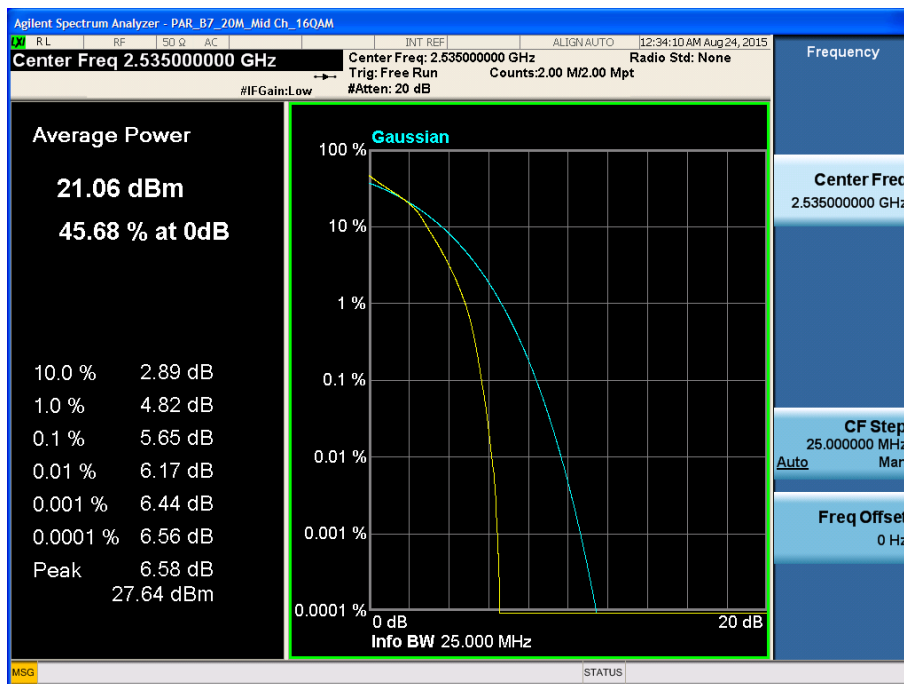 Agilent Spectrum Analyzer - PAR_B7_20M_Mid Ch_16QAM
LXI RL RF 50 Ω AC INT REF ALIGNAUTO 12:34:10 AM Aug 24, 2015
Center Freq 2.535000000 GHz
#IFGain:Low
Center Freq: 2.535000000 GHz Radio Std: None
Trig: Free Run Counts:2.00 M/2.00 Mpt
#Atten: 20 dB
Average Power
21.06 dBm
45.68 % at 0dB
10.0 % 2.89 dB
1.0 % 4.82 dB
0.1 % 5.65 dB
0.01 % 6.17 dB
0.001 % 6.44 dB
0.0001 % 6.56 dB
Peak 6.58 dB
27.64 dBm
Gaussian
100 %
10 %
1 %
0.1 %
0.01 %
0.001 %
0.0001 %
0 dB 20 dB
Info BW 25.000 MHz
Frequency
Center Freq
2.535000000 GHz
CF Step
25.000000 MHz
Auto Man
Freq Offset
0 Hz
MSG STATUS